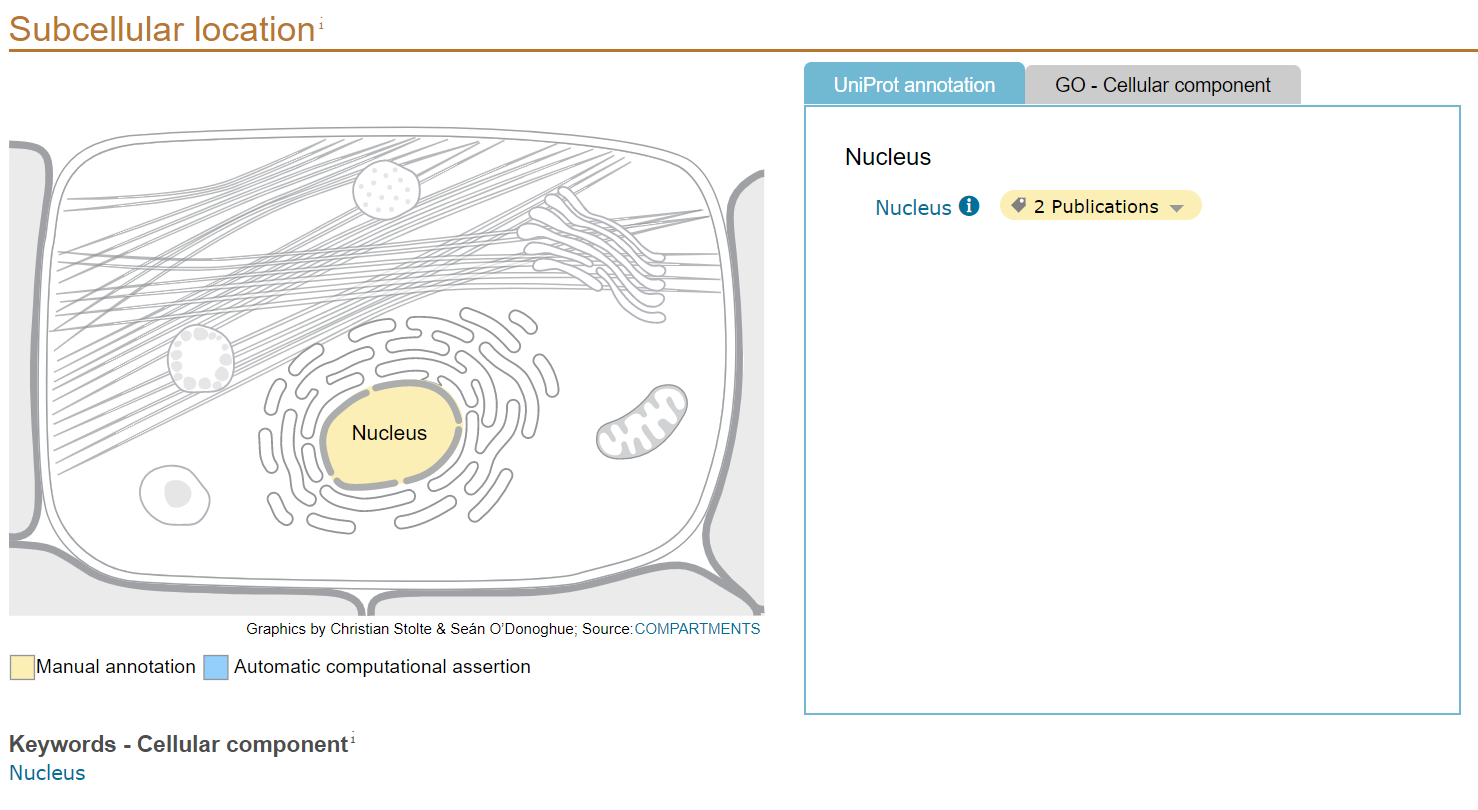 Subcellular location i
UniProt annotation
GO - Cellular component
Nucleus
Nucleus i 2 Publications
Nucleus
Graphics by Christian Stolte & Seán O’Donoghue; Source:COMPARTMENTS
Manual annotation Automatic computational assertion
Keywords - Cellular component i
Nucleus